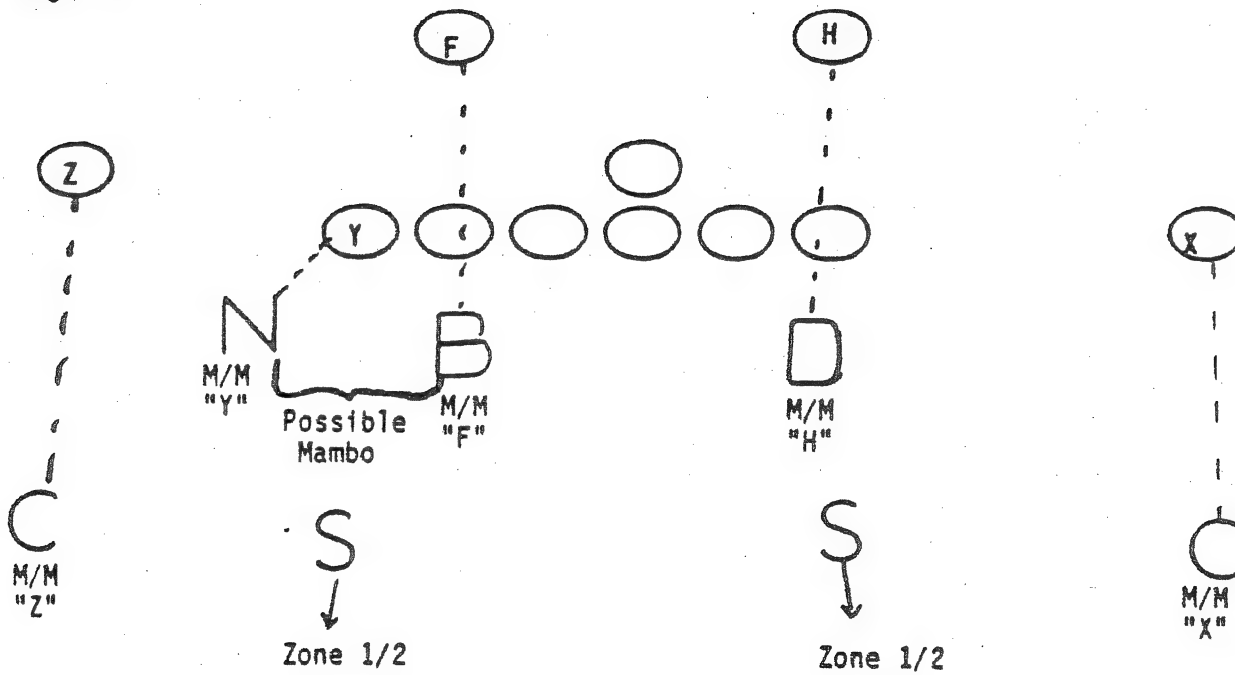 F H
Z
Y X
N B D
M/M "Y"
Possible Mambo
M/M "F"
M/M "H"
C S S C
M/M "Z"
M/M "X"
Zone 1/2 Zone 1/2